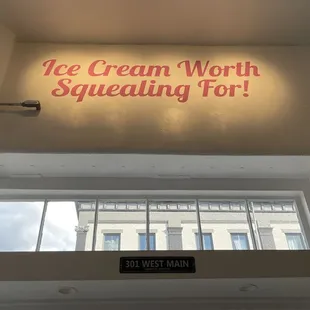 Ice Cream Worth
Squealing For!
301 WEST MAIN